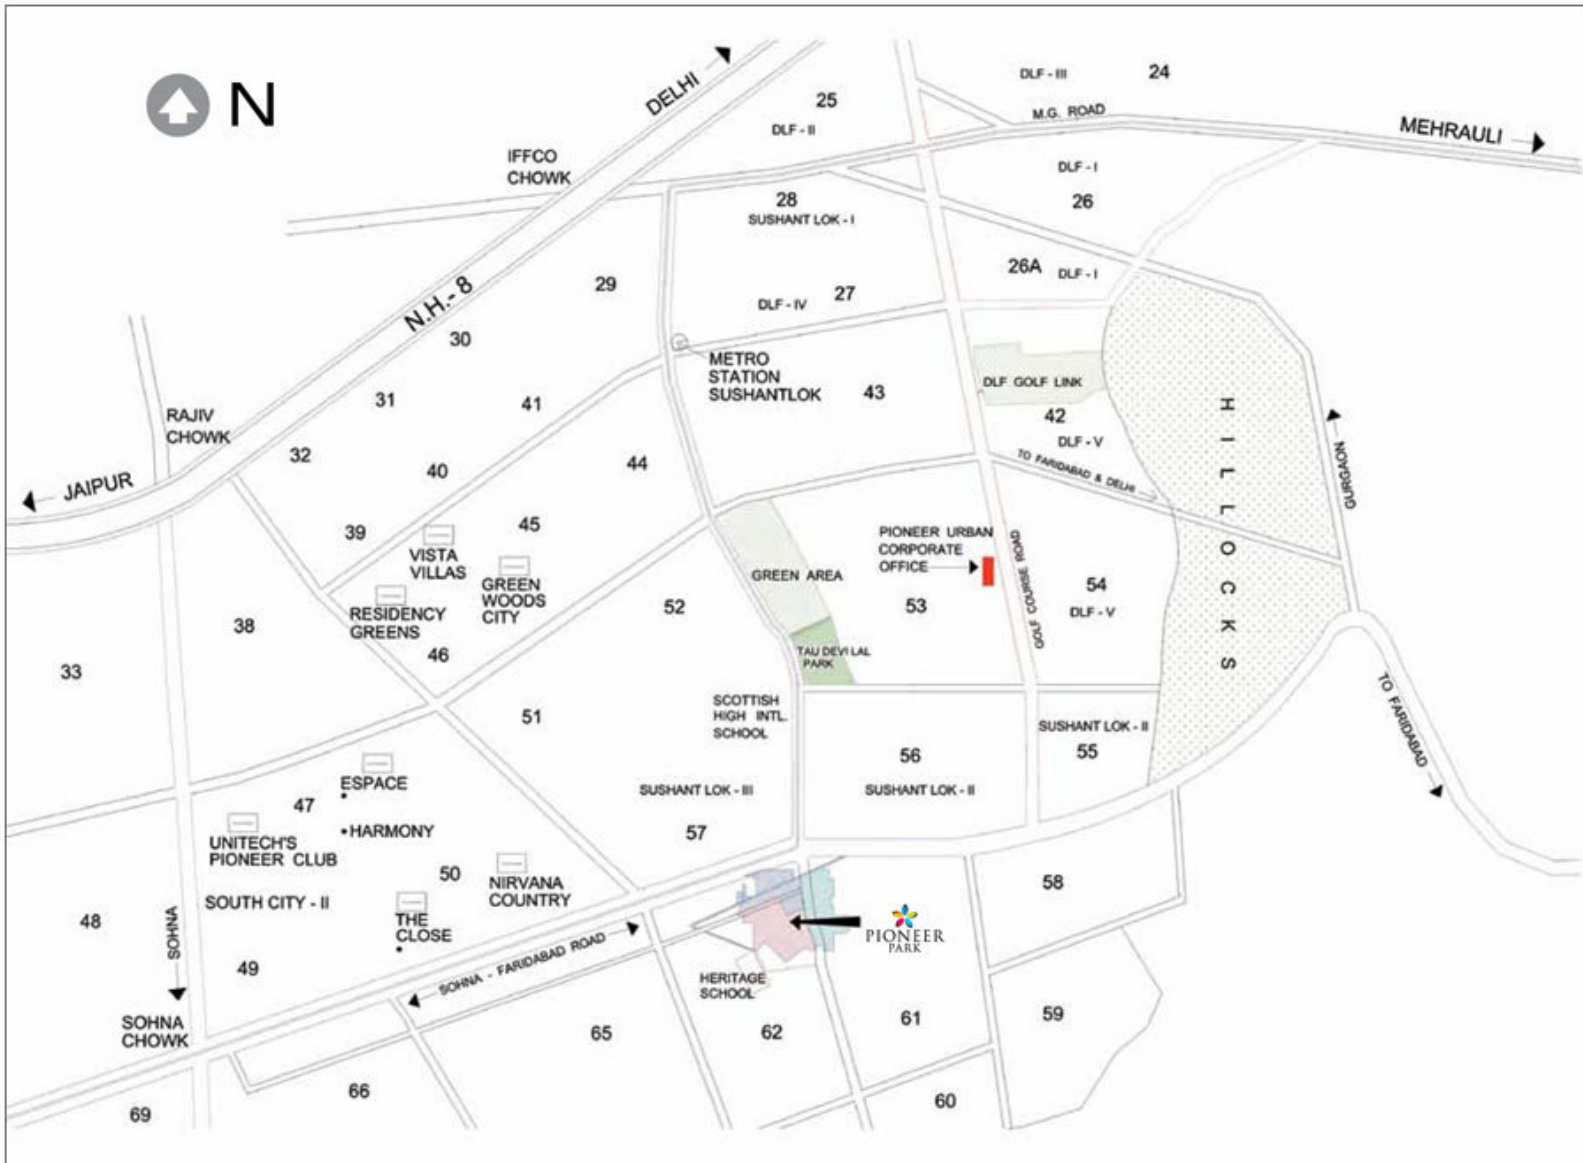 N
DELHI
25
DLF - II
DLF - III
24
M.G. ROAD
MEHRAULI
IFFCO
CHOWK
28
SUSHANT LOK - I
DLF - I
26
26A
DLF - I
29
DLF - IV
27
N.H.- 8
30
METRO
STATION
SUSHANTLOK
43
DLF GOLF LINK
42
DLF - V
HILLOCKS
GURGAON
31
41
RAJIV
CHOWK
32
40
44
TO FARIDABAD & DELHI
JAIPUR
39
45
VISTA
VILLAS
GREEN
WOODS
CITY
RESIDENCY
GREENS
46
GREEN AREA
PIONEER URBAN
CORPORATE
OFFICE
GOLF COURSE ROAD
53
54
DLF - V
52
38
33
TAU DEVI LAL
PARK
51
SCOTTISH
HIGH INTL.
SCHOOL
56
SUSHANT LOK - II
SUSHANT LOK - II
55
TO FARIDABAD
ESPACE
47
HARMONY
UNITECH'S
PIONEER CLUB
SUSHANT LOK - III
57
50
NIRVANA
COUNTRY
SOUTH CITY - II
THE
CLOSE
48
SOHNA
49
SOHNA - FARIDABAD ROAD
58
PIONEER
PARK
HERITAGE
SCHOOL
62
61
59
SOHNA
CHOWK
65
66
69
60